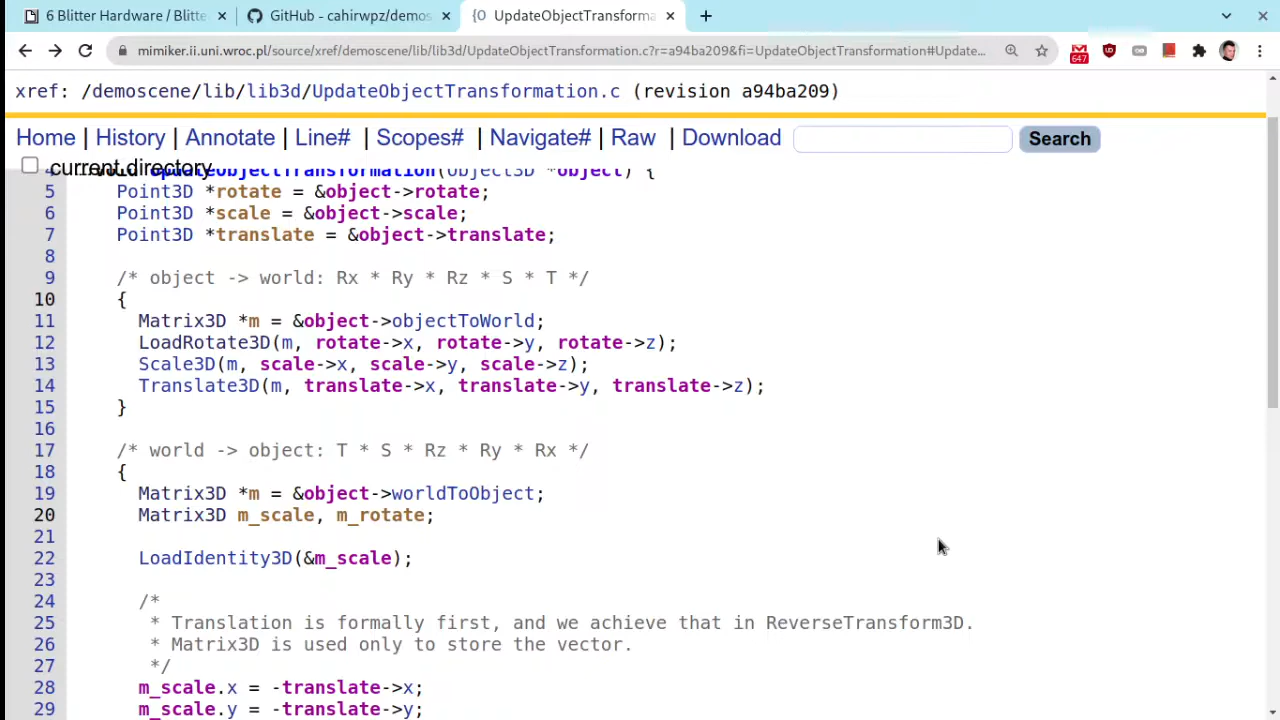 6 Blitter Hardware / Blitte
GitHub - cahirwpz/demos
{O UpdateObjectTransforma
mimiker.ii.uni.wroc.pl/source/xref/demoscene/lib/lib3d/UpdateObjectTransformation.c?r=a94ba209&fi=UpdateObjectTransformation#Update...
647
xref: /demoscene/lib/lib3d/UpdateObjectTransformation.c (revision a94ba209)
Home | History | Annotate | Line# | Scopes# | Navigate# | Raw | Download Search
current directory
4 void UpdateObjectTransformation(Object3D *object) {
5 Point3D *rotate = &object->rotate;
6 Point3D *scale = &object->scale;
7 Point3D *translate = &object->translate;
8
9 /* object -> world: Rx * Ry * Rz * S * T */
10 {
11 Matrix3D *m = &object->objectToWorld;
12 LoadRotate3D(m, rotate->x, rotate->y, rotate->z);
13 Scale3D(m, scale->x, scale->y, scale->z);
14 Translate3D(m, translate->x, translate->y, translate->z);
15 }
16
17 /* world -> object: T * S * Rz * Ry * Rx */
18 {
19 Matrix3D *m = &object->worldToObject;
20 Matrix3D m_scale, m_rotate;
21
22 LoadIdentity3D(&m_scale);
23
24 /*
25 * Translation is formally first, and we achieve that in ReverseTransform3D.
26 * Matrix3D is used only to store the vector.
27 */
28 m_scale.x = -translate->x;
29 m_scale.y = -translate->y;